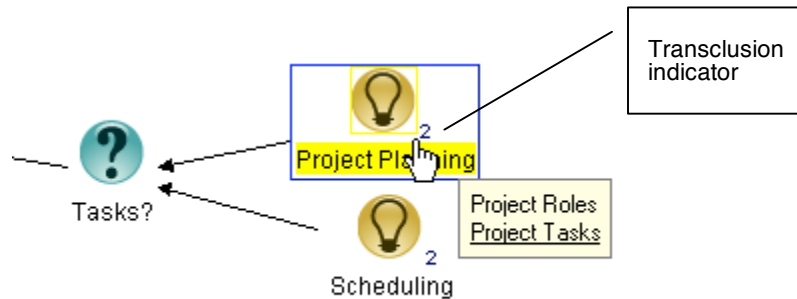 Transclusion
indicator
?
2
Project Planning
Tasks?
Project Roles
Project Tasks
2
Scheduling